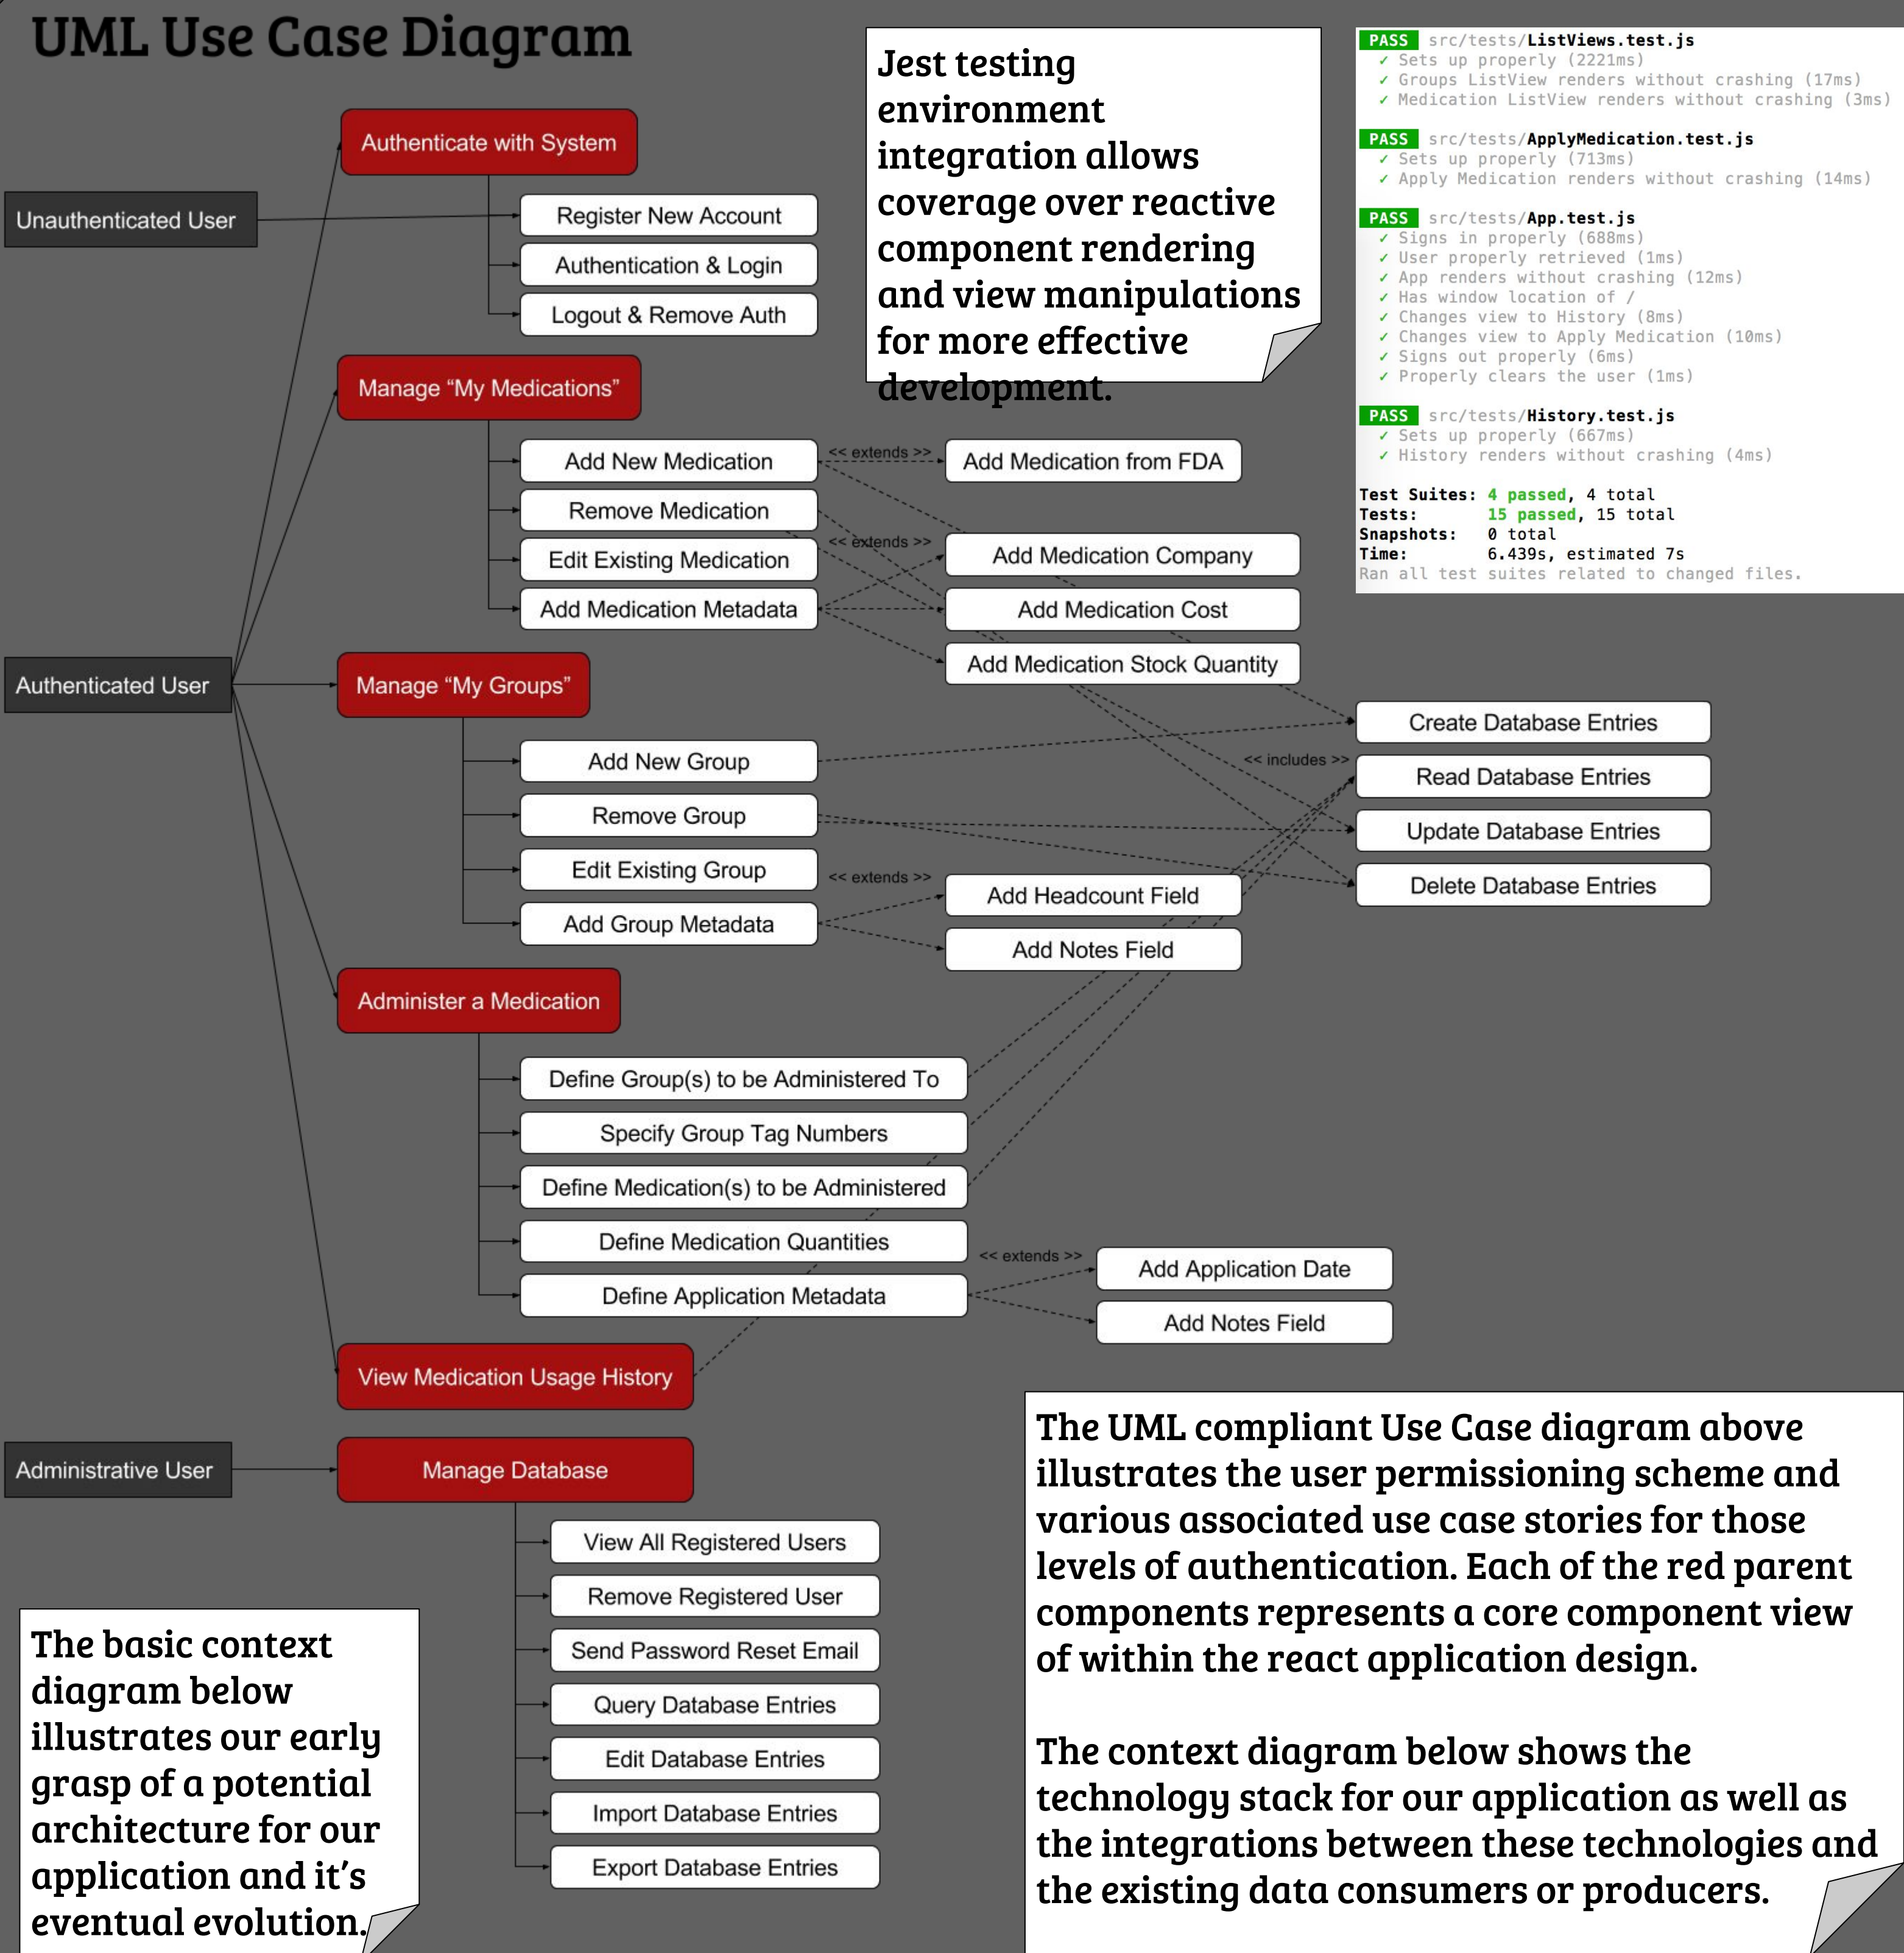 UML Use Case Diagram
Jest testing
environment
integration allows
coverage over reactive
component rendering
and view manipulations
for more effective
development.
PASS src/tests/ListViews.test.js
✓ Sets up properly (2221ms)
✓ Groups ListView renders without crashing (17ms)
✓ Medication ListView renders without crashing (3ms)
PASS src/tests/ApplyMedication.test.js
✓ Sets up properly (713ms)
✓ Apply Medication renders without crashing (14ms)
PASS src/tests/App.test.js
✓ Signs in properly (688ms)
✓ User properly retrieved (1ms)
✓ App renders without crashing (12ms)
✓ Has window location of /
✓ Changes view to History (8ms)
✓ Changes view to Apply Medication (10ms)
✓ Signs out properly (6ms)
✓ Properly clears the user (1ms)
PASS src/tests/History.test.js
✓ Sets up properly (667ms)
✓ History renders without crashing (4ms)
Test Suites: 4 passed, 4 total
Tests: 15 passed, 15 total
Snapshots: 0 total
Time: 6.439s, estimated 7s
Ran all test suites related to changed files.
Unauthenticated User
Authenticate with System
Register New Account
Authentication & Login
Logout & Remove Auth
Authenticated User
Manage “My Medications”
Add New Medication
<< extends >>
Add Medication from FDA
Remove Medication
Edit Existing Medication
Add Medication Metadata
<< extends >>
Add Medication Company
Add Medication Cost
Add Medication Stock Quantity
Manage “My Groups”
Add New Group
Remove Group
Edit Existing Group
Add Group Metadata
<< extends >>
Add Headcount Field
Add Notes Field
<< includes >>
Create Database Entries
Read Database Entries
Update Database Entries
Delete Database Entries
Administer a Medication
Define Group(s) to be Administered To
Specify Group Tag Numbers
Define Medication(s) to be Administered
Define Medication Quantities
Define Application Metadata
<< extends >>
Add Application Date
Add Notes Field
View Medication Usage History
Administrative User
Manage Database
View All Registered Users
Remove Registered User
Send Password Reset Email
Query Database Entries
Edit Database Entries
Import Database Entries
Export Database Entries
The basic context
diagram below
illustrates our early
grasp of a potential
architecture for our
application and it’s
eventual evolution.
The UML compliant Use Case diagram above
illustrates the user permissioning scheme and
various associated use case stories for those
levels of authentication. Each of the red parent
components represents a core component view
of within the react application design.
The context diagram below shows the
technology stack for our application as well as
the integrations between these technologies and
the existing data consumers or producers.